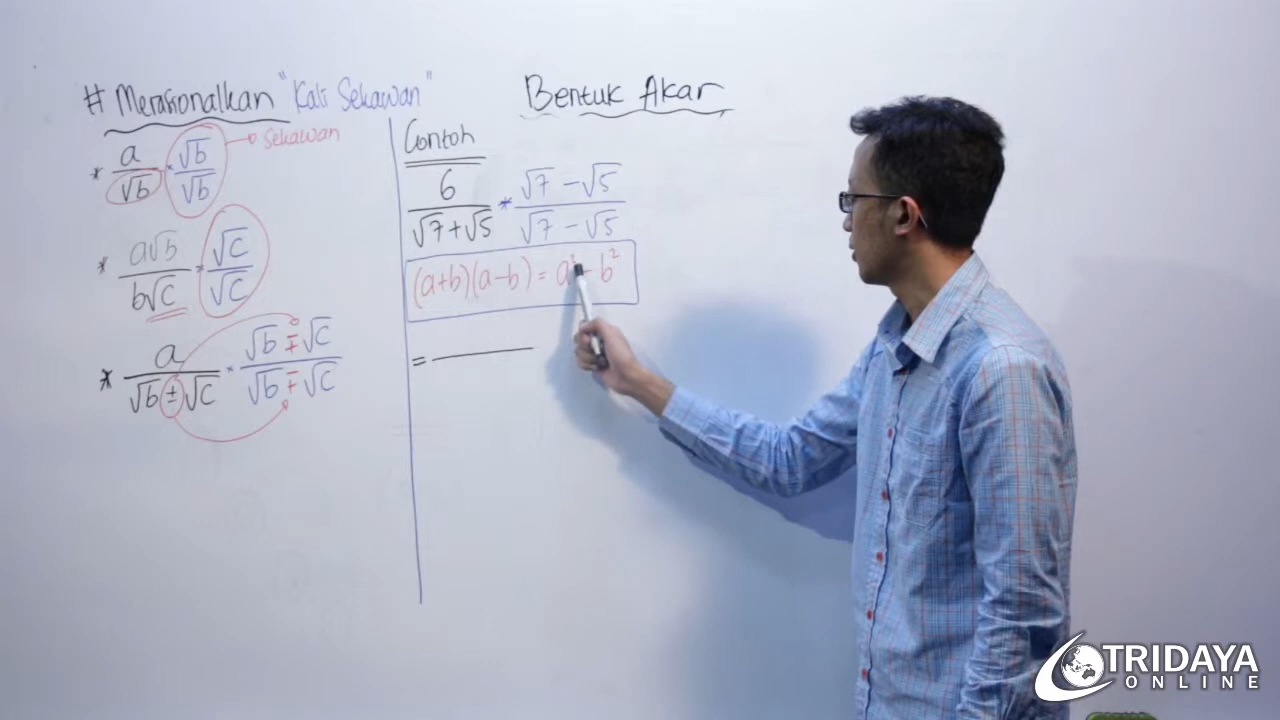 # Merasionalkan "Kali Sekawan"
Bentuk Akar
* a/√b * √b/√b → Sekawan
* a√b/b√c * √c/√c
* a/(√b ± √c) * (√b ∓ √c)/(√b ∓ √c)
Contoh
6/(√7+√5) * (√7 − √5)/(√7 − √5)
(a+b)(a−b) = a² − b²
=
TRIDAYA
ONLINE